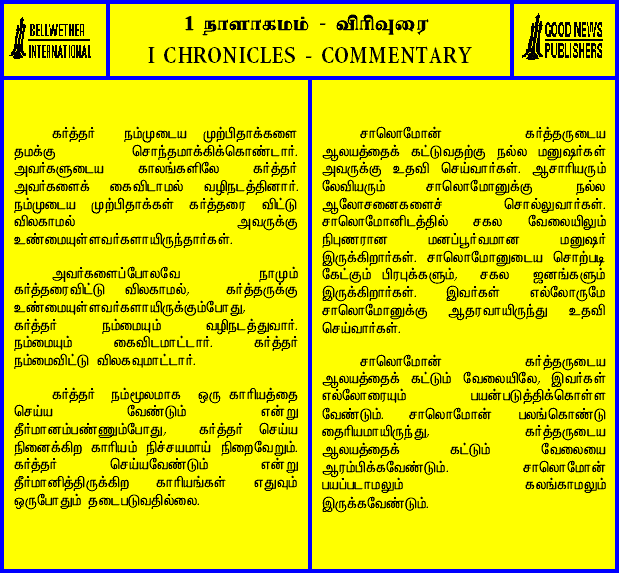 BELLWETHER
INTERNATIONAL
1 நாளாகமம் - விரிவுரை
I CHRONICLES - COMMENTARY
GOOD NEWS
PUBLISHERS
கர்த்தர் நம்முடைய முற்பிதாக்களை
தமக்கு சொந்தமாக்கிக்கொண்டார்.
அவர்களுடைய காலங்களிலே கர்த்தர்
அவர்களைக் கைவிடாமல் வழிநடத்தினார்.
நம்முடைய முற்பிதாக்கள் கர்த்தரை விட்டு
விலகாமல் அவருக்கு
உண்மையுள்ளவர்களாயிருந்தார்கள்.
அவர்களைப்போலவே நாமும்
கர்த்தரைவிட்டு விலகாமல், கர்த்தருக்கு
உண்மையுள்ளவர்களாயிருக்கும்போது,
கர்த்தர் நம்மையும் வழிநடத்துவார்.
நம்மையும் கைவிடமாட்டார். கர்த்தர்
நம்மைவிட்டு விலகவுமாட்டார்.
கர்த்தர் நம்மூலமாக ஒரு காரியத்தை
செய்ய வேண்டும் என்று
தீர்மானம்பண்ணும்போது, கர்த்தர் செய்ய
நினைக்கிற காரியம் நிச்சயமாய் நிறைவேறும்.
கர்த்தர் செய்யவேண்டும் என்று
தீர்மானித்திருக்கிற காரியங்கள் எதுவும்
ஒருபோதும் தடைபடுவதில்லை.
சாலொமோன் கர்த்தருடைய
ஆலயத்தைக் கட்டுவதற்கு நல்ல மனுஷர்கள்
அவருக்கு உதவி செய்வார்கள். ஆசாரியரும்
லேவியரும் சாலொமோனுக்கு நல்ல
ஆலோசனைகளைச் சொல்லுவார்கள்.
சாலொமோனிடத்தில் சகல வேலையிலும்
நிபுணரான மனப்பூர்வமான மனுஷர்
இருக்கிறார்கள். சாலொமோனுடைய சொற்படி
கேட்கும் பிரபுக்களும், சகல ஜனங்களும்
இருக்கிறார்கள். இவர்கள் எல்லோருமே
சாலொமோனுக்கு ஆதரவாயிருந்து உதவி
செய்வார்கள்.
சாலொமோன் கர்த்தருடைய
ஆலயத்தைக் கட்டும் வேலையிலே, இவர்கள்
எல்லோரையும் பயன்படுத்திக்கொள்ள
வேண்டும். சாலொமோன் பலங்கொண்டு
தைரியமாயிருந்து, கர்த்தருடைய
ஆலயத்தைக் கட்டும் வேலையை
ஆரம்பிக்கவேண்டும். சாலொமோன்
பயப்படாமலும் கலங்காமலும்
இருக்கவேண்டும்.